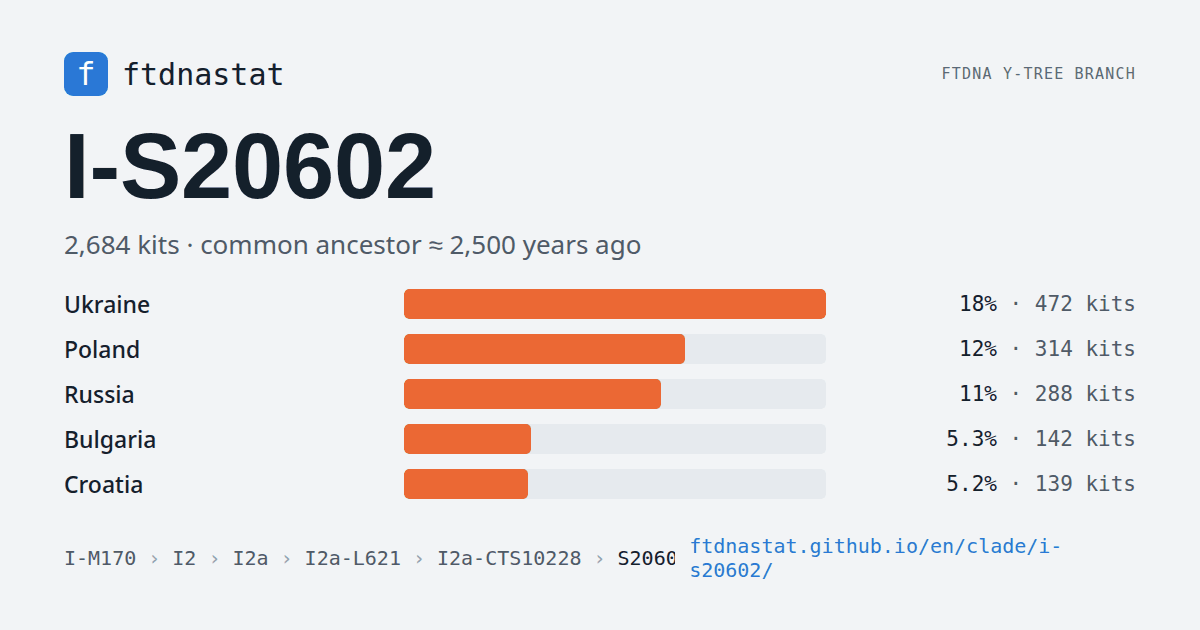 f ftdnastat
FTDNA Y-TREE BRANCH
I-S20602
2,684 kits · common ancestor ≈ 2,500 years ago
Ukraine 18% · 472 kits
Poland 12% · 314 kits
Russia 11% · 288 kits
Bulgaria 5.3% · 142 kits
Croatia 5.2% · 139 kits
I-M170 › I2 › I2a › I2a-L621 › I2a-CTS10228 › S2060
ftdnastat.github.io/en/clade/i-
s20602/